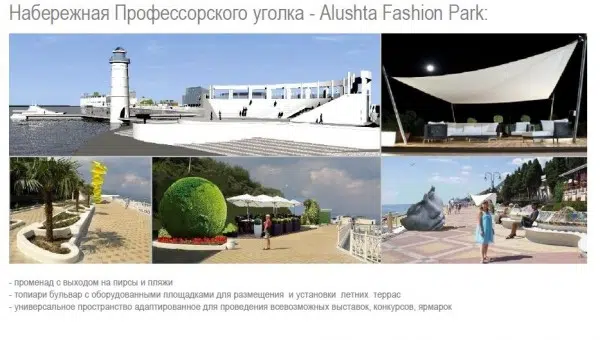 Набережная Профессорского уголка - Alushta Fashion Park:
- променад с выходом на пирсы и пляжи
- топиари бульвар с оборудованными площадками для размещения и установки летних террас
- универсальное пространство адаптированное для проведения всевозможных выставок, конкурсов, ярмарок